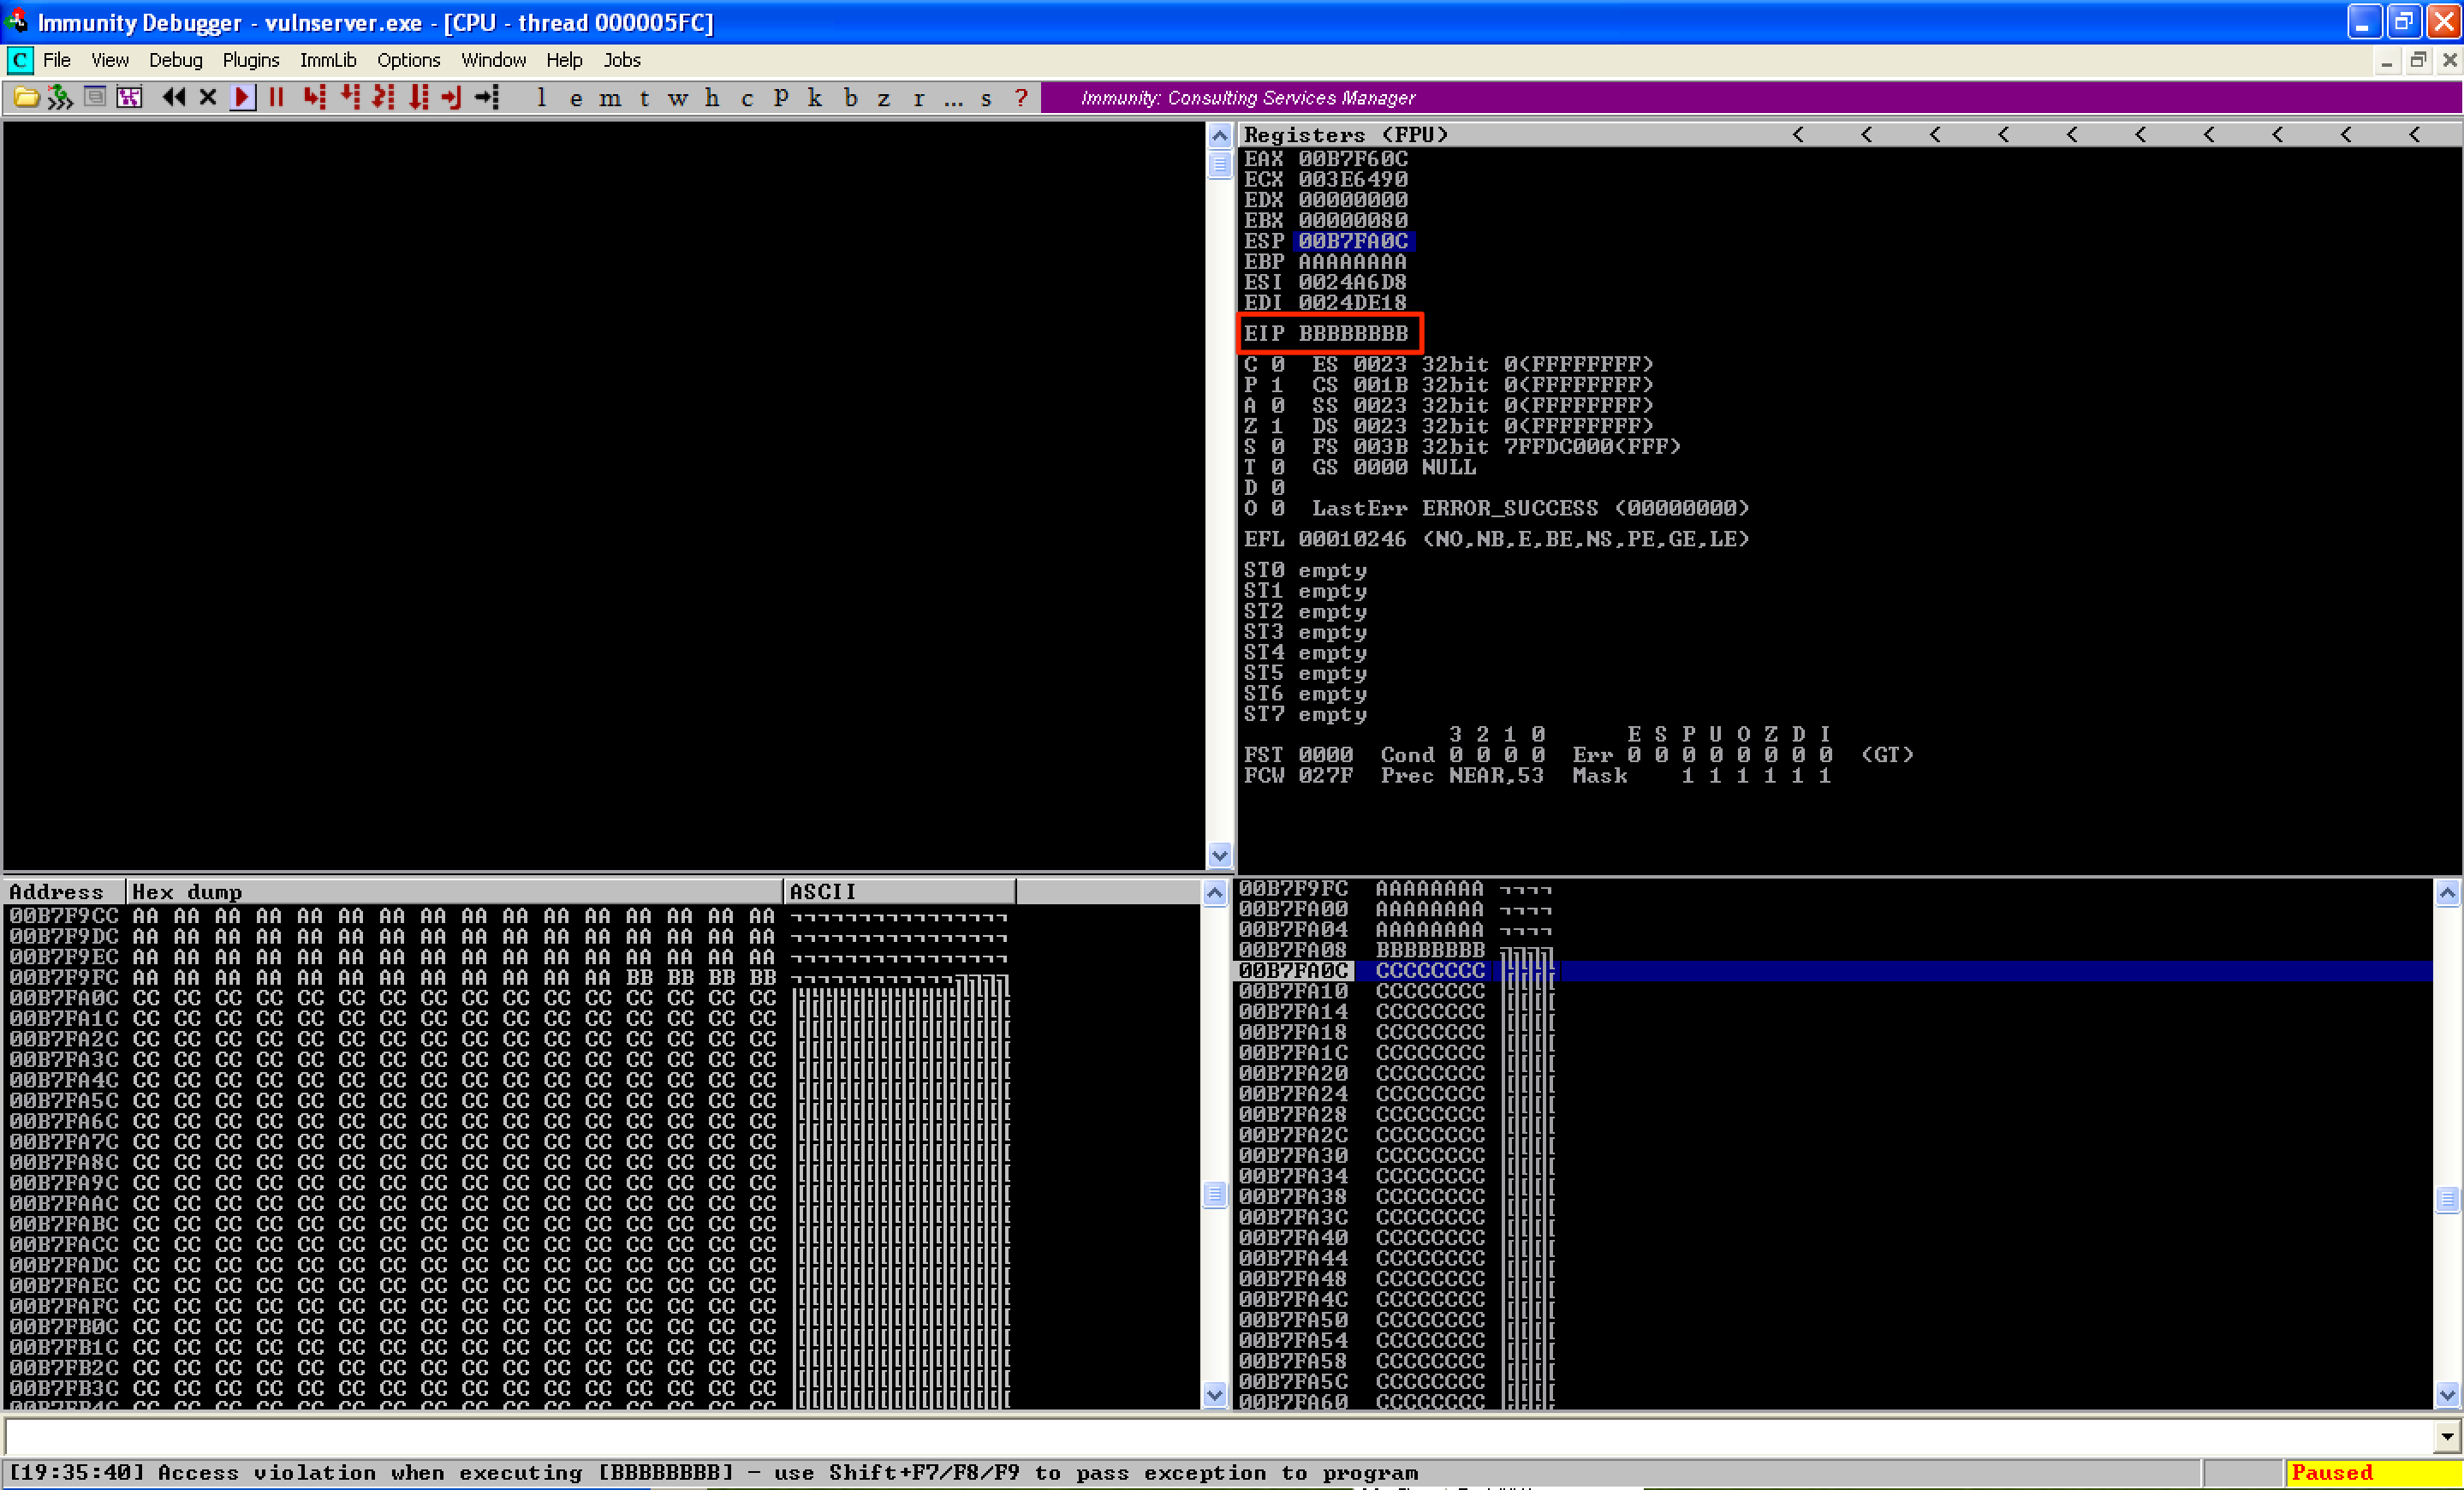 Immunity Debugger - vulnserver.exe - [CPU - thread 000005FC]
C File View Debug Plugins ImmLib Options Window Help Jobs
l e m t w h c P k b z r ... s ? Immunity: Consulting Services Manager
Registers (FPU) < < < < < < < < < <
EAX 00B7F60C
ECX 003E6490
EDX 00000000
EBX 00000080
ESP 00B7FA0C
EBP AAAAAAAA
ESI 0024A6D8
EDI 0024DE18
EIP BBBBBBBB
C 0 ES 0023 32bit 0(FFFFFFFF)
P 1 CS 001B 32bit 0(FFFFFFFF)
A 0 SS 0023 32bit 0(FFFFFFFF)
Z 1 DS 0023 32bit 0(FFFFFFFF)
S 0 FS 003B 32bit 7FFDC000(FFF)
T 0 GS 0000 NULL
D 0
O 0 LastErr ERROR_SUCCESS (00000000)
EFL 00010246 (NO,NB,E,BE,NS,PE,GE,LE)
ST0 empty
ST1 empty
ST2 empty
ST3 empty
ST4 empty
ST5 empty
ST6 empty
ST7 empty
3 2 1 0 E S P U O Z D I
FST 0000 Cond 0 0 0 0 Err 0 0 0 0 0 0 0 0 (GT)
FCW 027F Prec NEAR,53 Mask 1 1 1 1 1 1
Address Hex dump ASCII
00B7F9CC AA AA AA AA AA AA AA AA AA AA AA AA AA AA AA AA ¬¬¬¬¬¬¬¬¬¬¬¬¬¬¬¬
00B7F9DC AA AA AA AA AA AA AA AA AA AA AA AA AA AA AA AA ¬¬¬¬¬¬¬¬¬¬¬¬¬¬¬¬
00B7F9EC AA AA AA AA AA AA AA AA AA AA AA AA AA AA AA AA ¬¬¬¬¬¬¬¬¬¬¬¬¬¬¬¬
00B7F9FC AA AA AA AA AA AA AA AA AA AA AA AA BB BB BB BB ¬¬¬¬¬¬¬¬¬¬¬¬╗╗╗╗
00B7FA0C CC CC CC CC CC CC CC CC CC CC CC CC CC CC CC CC
00B7FA1C CC CC CC CC CC CC CC CC CC CC CC CC CC CC CC CC
00B7FA2C CC CC CC CC CC CC CC CC CC CC CC CC CC CC CC CC
00B7FA3C CC CC CC CC CC CC CC CC CC CC CC CC CC CC CC CC
00B7FA4C CC CC CC CC CC CC CC CC CC CC CC CC CC CC CC CC
00B7FA5C CC CC CC CC CC CC CC CC CC CC CC CC CC CC CC CC
00B7FA6C CC CC CC CC CC CC CC CC CC CC CC CC CC CC CC CC
00B7FA7C CC CC CC CC CC CC CC CC CC CC CC CC CC CC CC CC
00B7FA8C CC CC CC CC CC CC CC CC CC CC CC CC CC CC CC CC
00B7FA9C CC CC CC CC CC CC CC CC CC CC CC CC CC CC CC CC
00B7FAAC CC CC CC CC CC CC CC CC CC CC CC CC CC CC CC CC
00B7FABC CC CC CC CC CC CC CC CC CC CC CC CC CC CC CC CC
00B7FACC CC CC CC CC CC CC CC CC CC CC CC CC CC CC CC CC
00B7FADC CC CC CC CC CC CC CC CC CC CC CC CC CC CC CC CC
00B7FAEC CC CC CC CC CC CC CC CC CC CC CC CC CC CC CC CC
00B7FAFC CC CC CC CC CC CC CC CC CC CC CC CC CC CC CC CC
00B7FB0C CC CC CC CC CC CC CC CC CC CC CC CC CC CC CC CC
00B7FB1C CC CC CC CC CC CC CC CC CC CC CC CC CC CC CC CC
00B7FB2C CC CC CC CC CC CC CC CC CC CC CC CC CC CC CC CC
00B7FB3C CC CC CC CC CC CC CC CC CC CC CC CC CC CC CC CC
00B7FB4C CC CC CC CC CC CC CC CC CC CC CC CC CC CC CC CC
00B7F9FC AAAAAAAA ¬¬¬¬
00B7FA00 AAAAAAAA ¬¬¬¬
00B7FA04 AAAAAAAA ¬¬¬¬
00B7FA08 BBBBBBBB ╗╗╗╗
00B7FA0C CCCCCCCC
00B7FA10 CCCCCCCC
00B7FA14 CCCCCCCC
00B7FA18 CCCCCCCC
00B7FA1C CCCCCCCC
00B7FA20 CCCCCCCC
00B7FA24 CCCCCCCC
00B7FA28 CCCCCCCC
00B7FA2C CCCCCCCC
00B7FA30 CCCCCCCC
00B7FA34 CCCCCCCC
00B7FA38 CCCCCCCC
00B7FA3C CCCCCCCC
00B7FA40 CCCCCCCC
00B7FA44 CCCCCCCC
00B7FA48 CCCCCCCC
00B7FA4C CCCCCCCC
00B7FA50 CCCCCCCC
00B7FA54 CCCCCCCC
00B7FA58 CCCCCCCC
00B7FA5C CCCCCCCC
00B7FA60 CCCCCCCC
[19:35:40] Access violation when executing [BBBBBBBB] - use Shift+F7/F8/F9 to pass exception to program
Paused